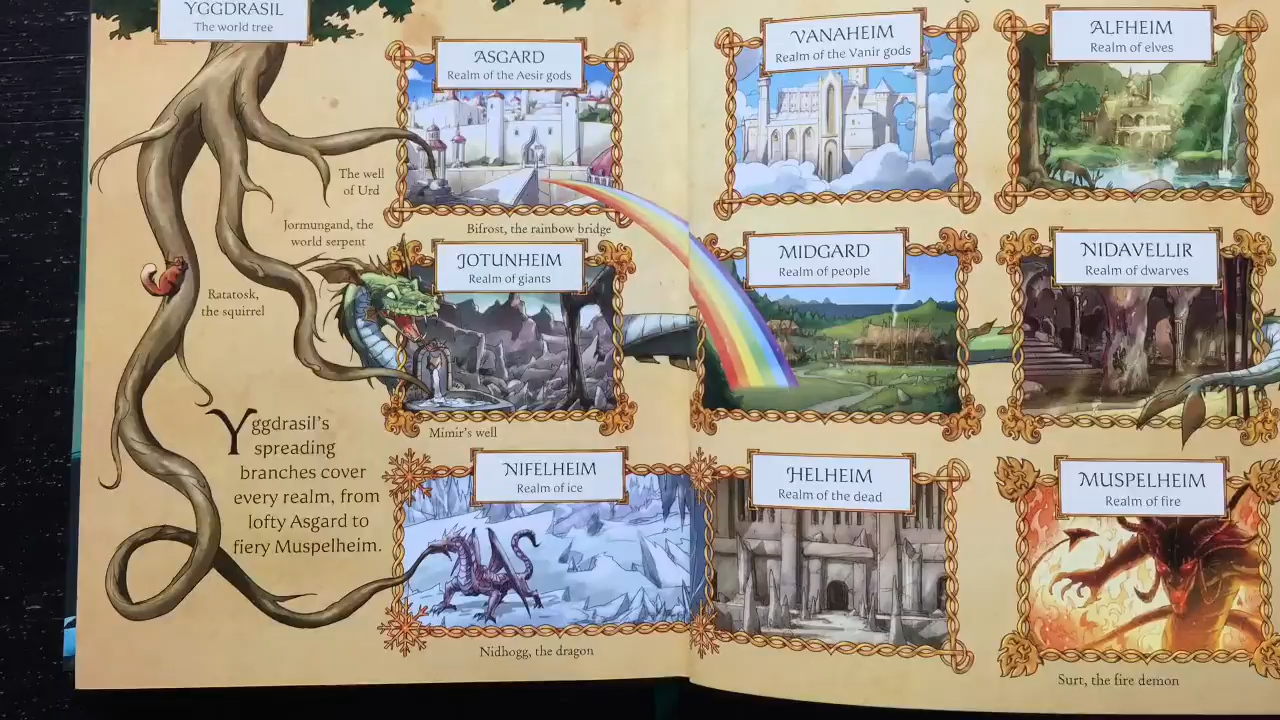 YGGDRASIL
The world tree
ASGARD
Realm of the Aesir gods
VANAHEIM
Realm of the Vanir gods
ALFHEIM
Realm of elves
The well
of Urd
Jormungand, the
world serpent
Bifrost, the rainbow bridge
JOTUNHEIM
Realm of giants
MIDGARD
Realm of people
NIDAVELLIR
Realm of dwarves
Ratatosk,
the squirrel
Mimir's well
Yggdrasil's
spreading
branches cover
every realm, from
lofty Asgard to
fiery Muspelheim.
NIFELHEIM
Realm of ice
HELHEIM
Realm of the dead
MUSPELHEIM
Realm of fire
Nidhogg, the dragon
Surt, the fire demon